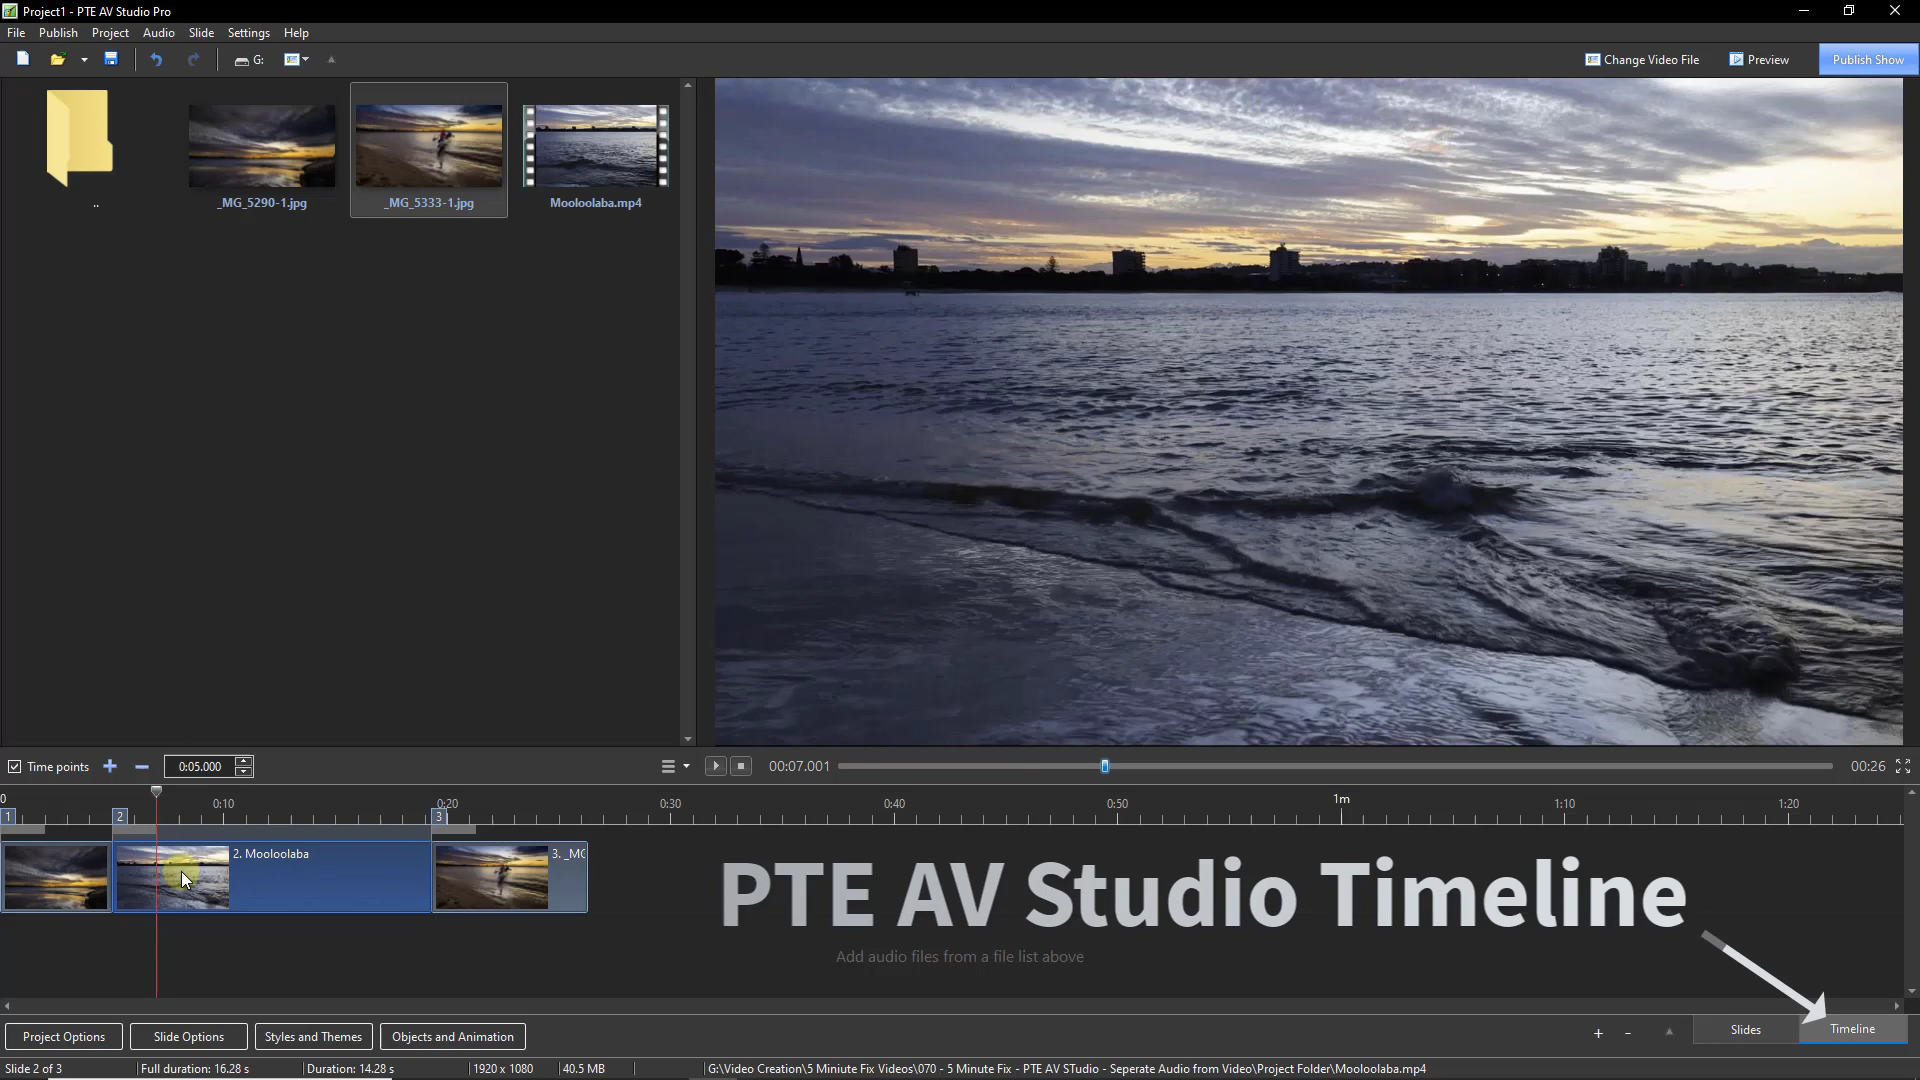 Project1 - PTE AV Studio Pro
File Publish Project Audio Slide Settings Help
G: Change Video File Preview Publish Show
..
_MG_5290-1.jpg
_MG_5333-1.jpg
Mooloolaba.mp4
Time points 0:05.000 00:07.001 00:26
0 0:10 0:20 0:30 0:40 0:50 1m 1:10 1:20
1 2 3
2. Mooloolaba
3. _MG
PTE AV Studio Timeline
Add audio files from a file list above
Project Options Slide Options Styles and Themes Objects and Animation + - Slides Timeline
Slide 2 of 3 Full duration: 16.28 s Duration: 14.28 s 1920 x 1080 40.5 MB G:\Video Creation\5 Miniute Fix Videos\070 - 5 Minute Fix - PTE AV STudio - Seperate Audio from Video\Project Folder\Mooloolaba.mp4